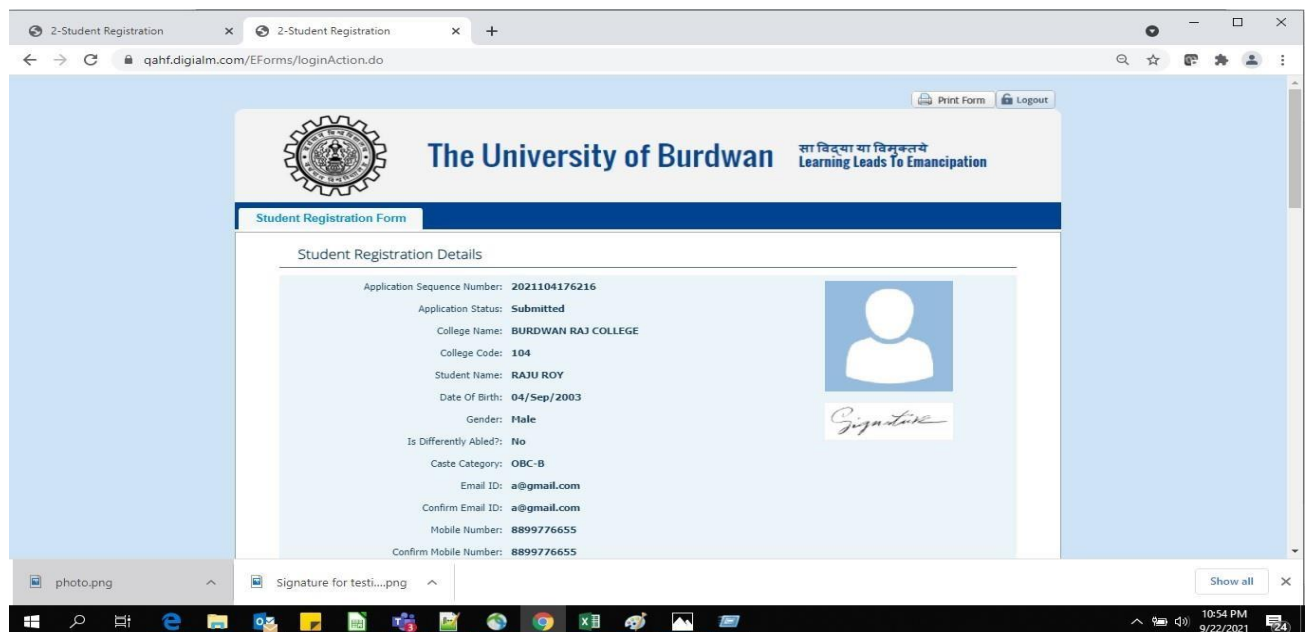 2-Student Registration
2-Student Registration
qahf.digialm.com/EForms/loginAction.do
Print Form
Logout
The University of Burdwan
सा विद्या या विमुक्तये
Learning Leads To Emancipation
Student Registration Form
Student Registration Details
Application Sequence Number: 2021104176216
Application Status: Submitted
College Name: BURDWAN RAJ COLLEGE
College Code: 104
Student Name: RAJU ROY
Date Of Birth: 04/Sep/2003
Gender: Male
Signature
Is Differently Abled?: No
Caste Category: OBC-B
Email ID: a@gmail.com
Confirm Email ID: a@gmail.com
Mobile Number: 8899776655
Confirm Mobile Number: 8899776655
photo.png
Signature for testi....png
Show all
10:54 PM
9/22/2021
24